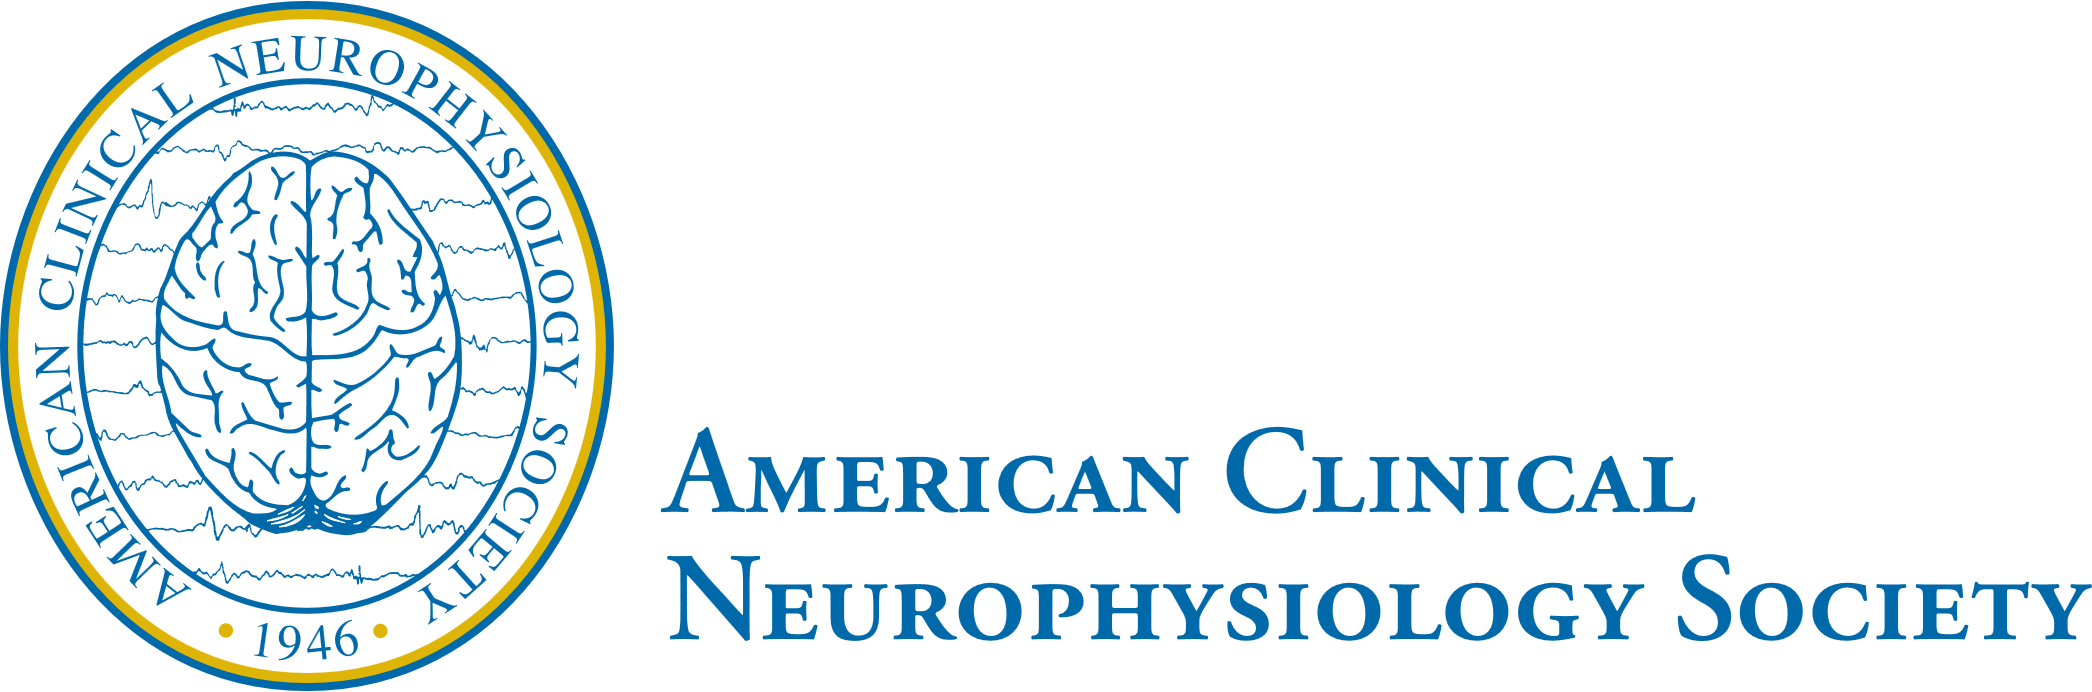 AMERICAN CLINICAL NEUROPHYSIOLOGY SOCIETY
• 1946 •
AMERICAN CLINICAL
NEUROPHYSIOLOGY SOCIETY